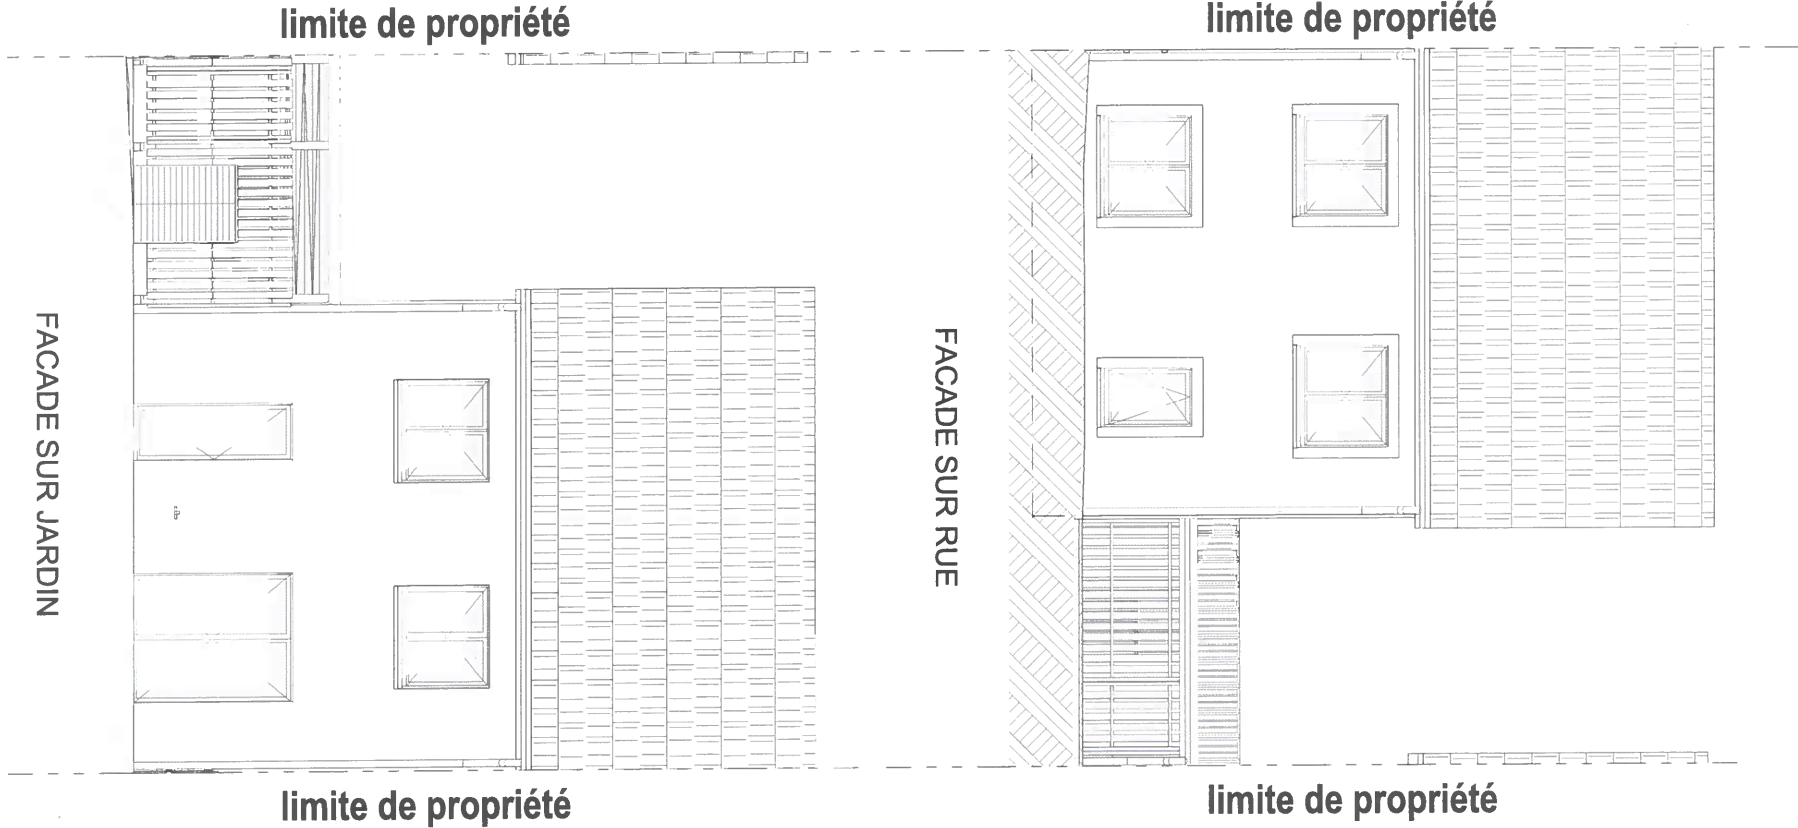 limite de propriété
limite de propriété
FACADE SUR JARDIN
FACADE SUR RUE
limite de propriété
limite de propriété